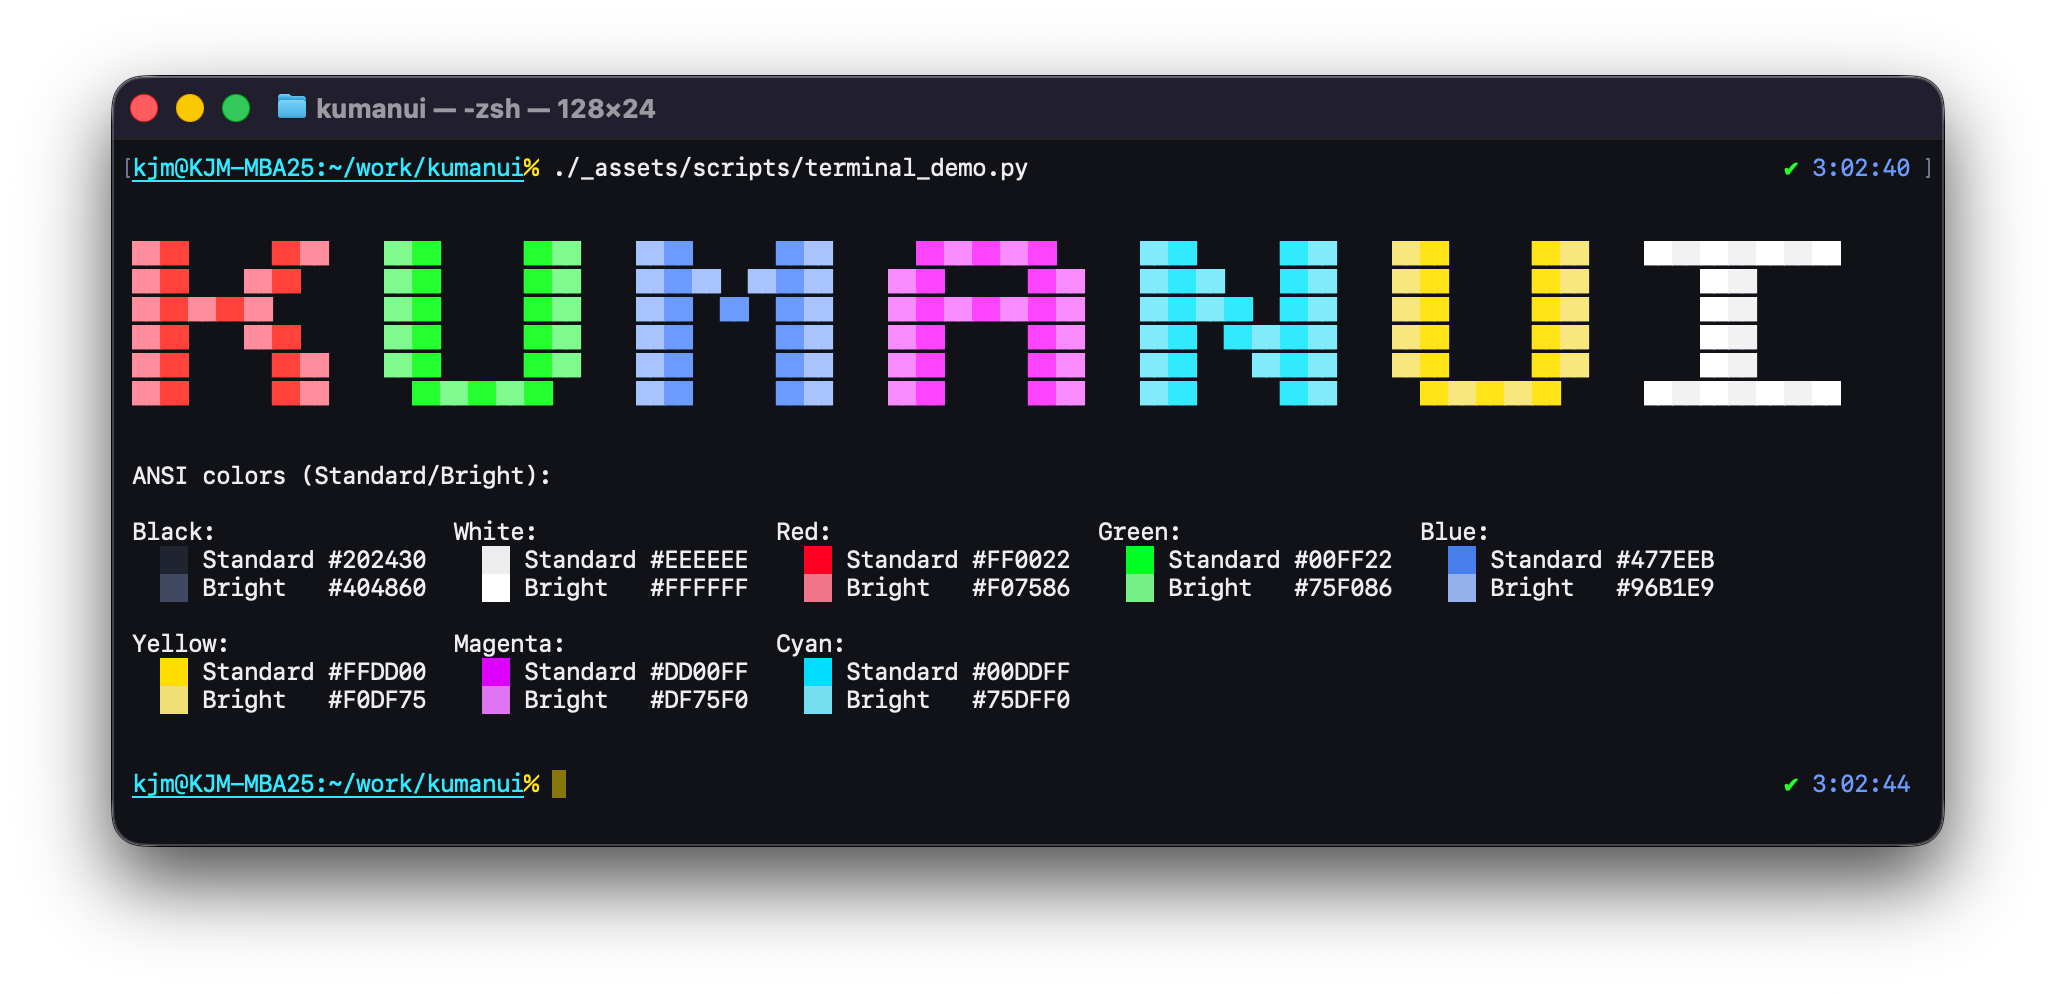 kumanui — -zsh — 128×24
[kjm@KJM-MBA25:~/work/kumanui% ./_assets/scripts/terminal_demo.py ✔ 3:02:40 ]
KUMANUI
ANSI colors (Standard/Bright):
Black: White: Red: Green: Blue:
Standard #202430 Standard #EEEEEE Standard #FF0022 Standard #00FF22 Standard #477EEB
Bright #404860 Bright #FFFFFF Bright #F07586 Bright #75F086 Bright #96B1E9
Yellow: Magenta: Cyan:
Standard #FFDD00 Standard #DD00FF Standard #00DDFF
Bright #F0DF75 Bright #DF75F0 Bright #75DFF0
kjm@KJM-MBA25:~/work/kumanui% ✔ 3:02:44